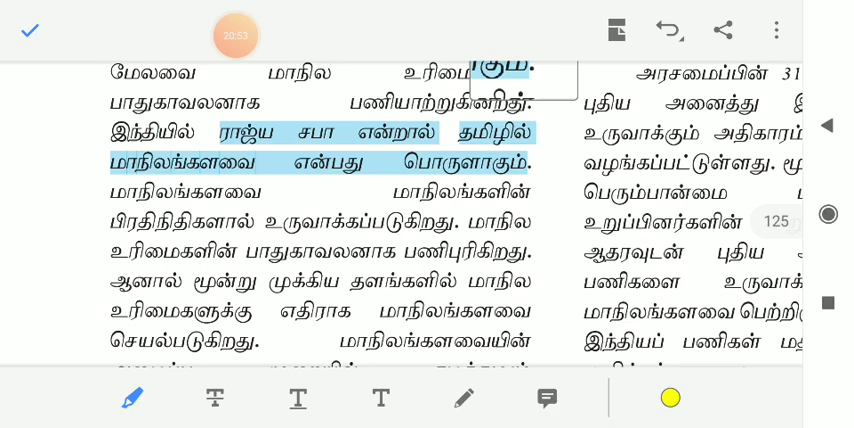 20:53
மேலவை மாநில உரிமை
பாதுகாவலனாக பணியாற்றுகின்றது.
இந்தியில் ராஜ்ய சபா என்றால் தமிழில்
மாநிலங்களவை என்பது பொருளாகும்.
மாநிலங்களவை மாநிலங்களின்
பிரதிநிதிகளால் உருவாக்கப்படுகிறது. மாநில
உரிமைகளின் பாதுகாவலனாக பணிபுரிகிறது.
ஆனால் மூன்று முக்கிய தளங்களில் மாநில
உரிமைகளுக்கு எதிராக மாநிலங்களவை
செயல்படுகிறது. மாநிலங்களவையின்
அரசமைப்பின் 31
புதிய அனைத்து
உருவாக்கும் அதிகாரம்
வழங்கப்பட்டுள்ளது.
பெரும்பான்மை
உறுப்பினர்களின்
ஆதரவுடன் புதிய
பணிகளை
மாநிலங்களவை
இந்தியப் பணிகள்
125